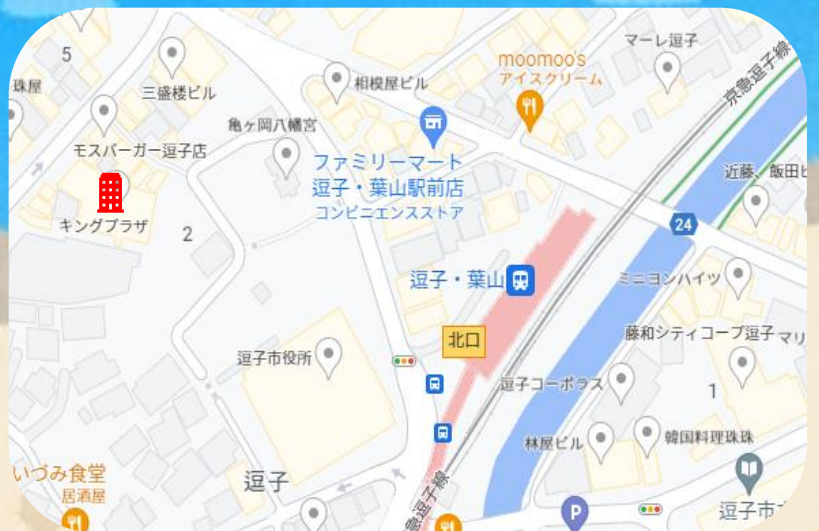 5
珠屋
三盛楼ビル
相模屋ビル
moomoo's
アイスクリーム
マーレ逗子
京急逗子線
モスバーガー逗子店
亀ヶ岡八幡宮
ファミリーマート
逗子・葉山駅前店
コンビニエンスストア
近藤、飯田ビ
キングプラザ
2
24
逗子・葉山
ミニヨンハイツ
北口
逗子市役所
藤和シティコープ逗子
マリ
逗子コーポラス
1
林屋ビル
韓国料理珠珠
いづみ食堂
居酒屋
逗子
急逗子線
P
逗子市